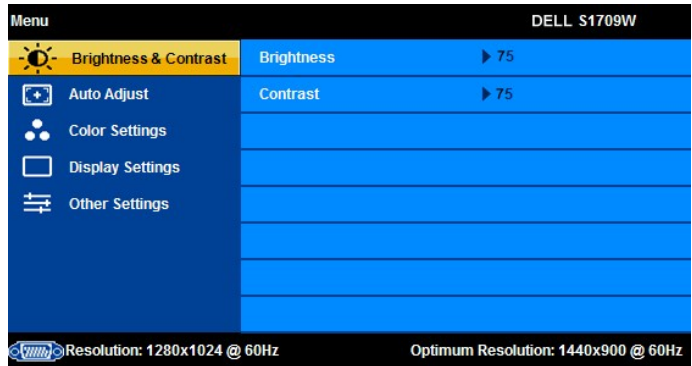 Menu DELL S1709W
Brightness & Contrast Brightness 75
Auto Adjust Contrast 75
Color Settings
Display Settings
Other Settings
Resolution: 1280x1024 @ 60Hz Optimum Resolution: 1440x900 @ 60Hz